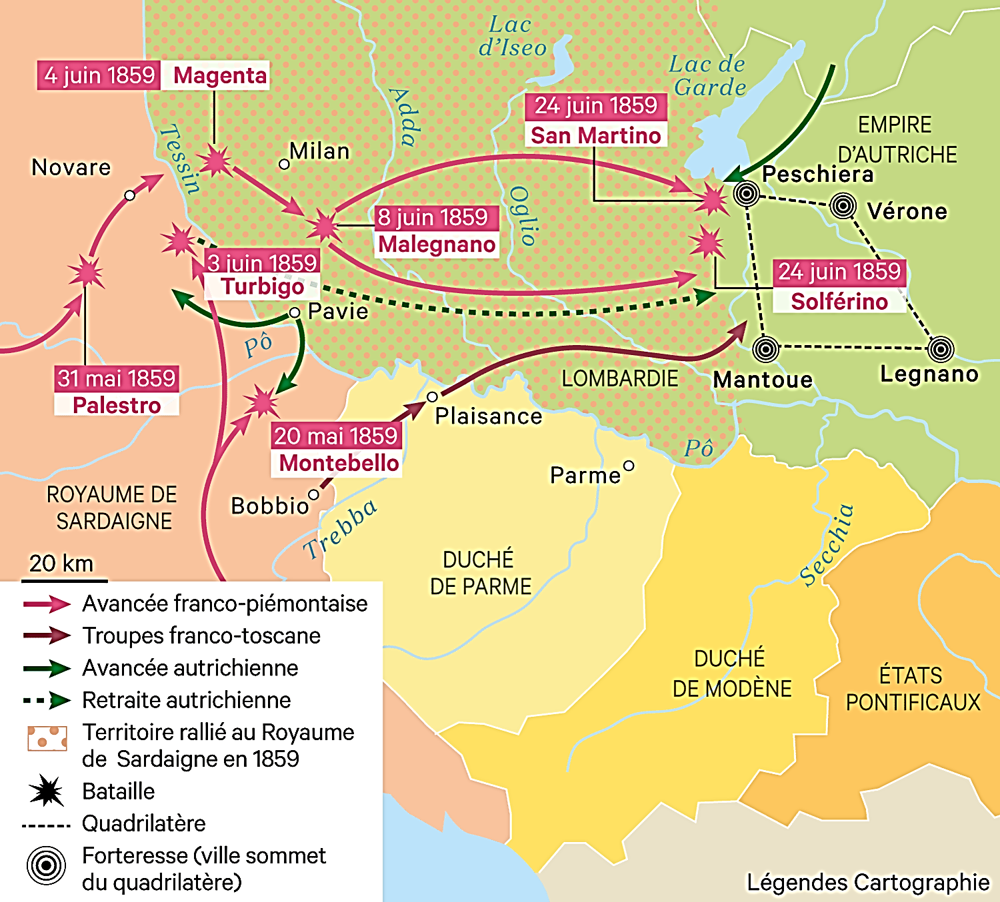 Lac
d'Iseo
Lac de
Garde
4 juin 1859 Magenta
Adda
24 juin 1859
San Martino
EMPIRE
D'AUTRICHE
Tessin
Milan
Novare
Peschiera
Oglio
Vérone
8 juin 1859
Malegnano
3 juin 1859
Turbigo
24 juin 1859
Solférino
Pavie
Pô
31 mai 1859
Palestro
LOMBARDIE
Mantoue
Legnano
Plaisance
20 mai 1859
Montebello
Pô
Parme
Bobbio
Trebba
ROYAUME DE
SARDAIGNE
Secchia
DUCHÉ
DE PARME
DUCHÉ
DE MODÈNE
ÉTATS
PONTIFICAUX
20 km
Avancée franco-piémontaise
Troupes franco-toscane
Avancée autrichienne
Retraite autrichienne
Territoire rallié au Royaume
de Sardaigne en 1859
Bataille
Quadrilatère
Forteresse (ville sommet
du quadrilatère)
Légendes Cartographie